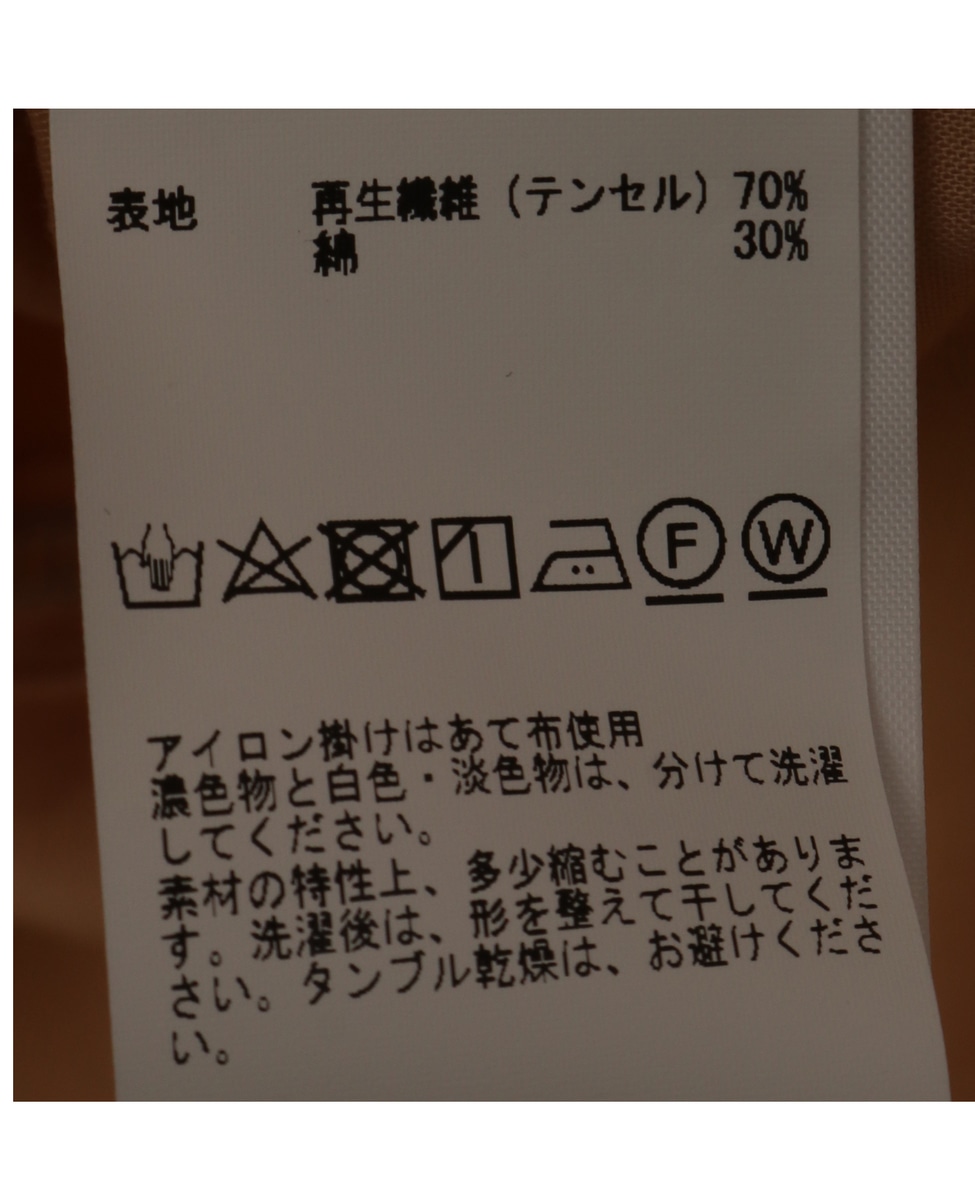 表地 再生繊維（テンセル）70%
綿 30%
F W
アイロン掛けはあて布使用
濃色物と白色・淡色物は、分けて洗濯
してください。
素材の特性上、多少縮むことがありま
す。洗濯後は、形を整えて干してくだ
さい。タンブル乾燥は、お避けくださ
い。